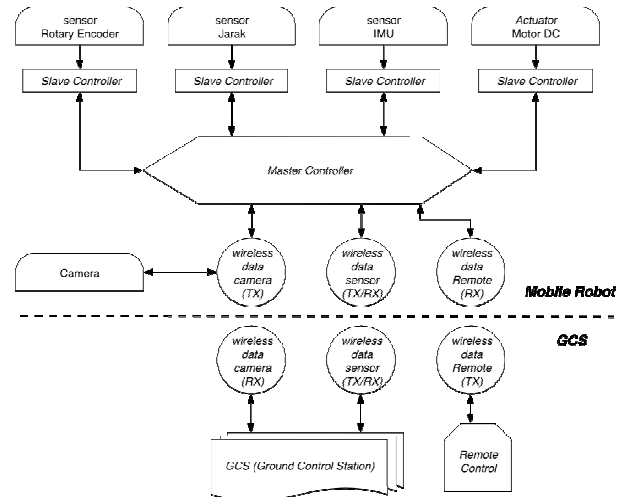 sensor
Rotary Encoder
sensor
Jarak
sensor
IMU
Actuator
Motor DC
Slave Controller
Slave Controller
Slave Controller
Slave Controller
Master Controller
Camera
wireless
data
camera
(TX)
wireless
data
sensor
(TX/RX)
wireless
data
Remote
(RX)
Mobile Robot
GCS
wireless
data
camera
(RX)
wireless
data
sensor
(TX/RX)
wireless
data
Remote
(TX)
GCS (Ground Control Station)
Remote
Control